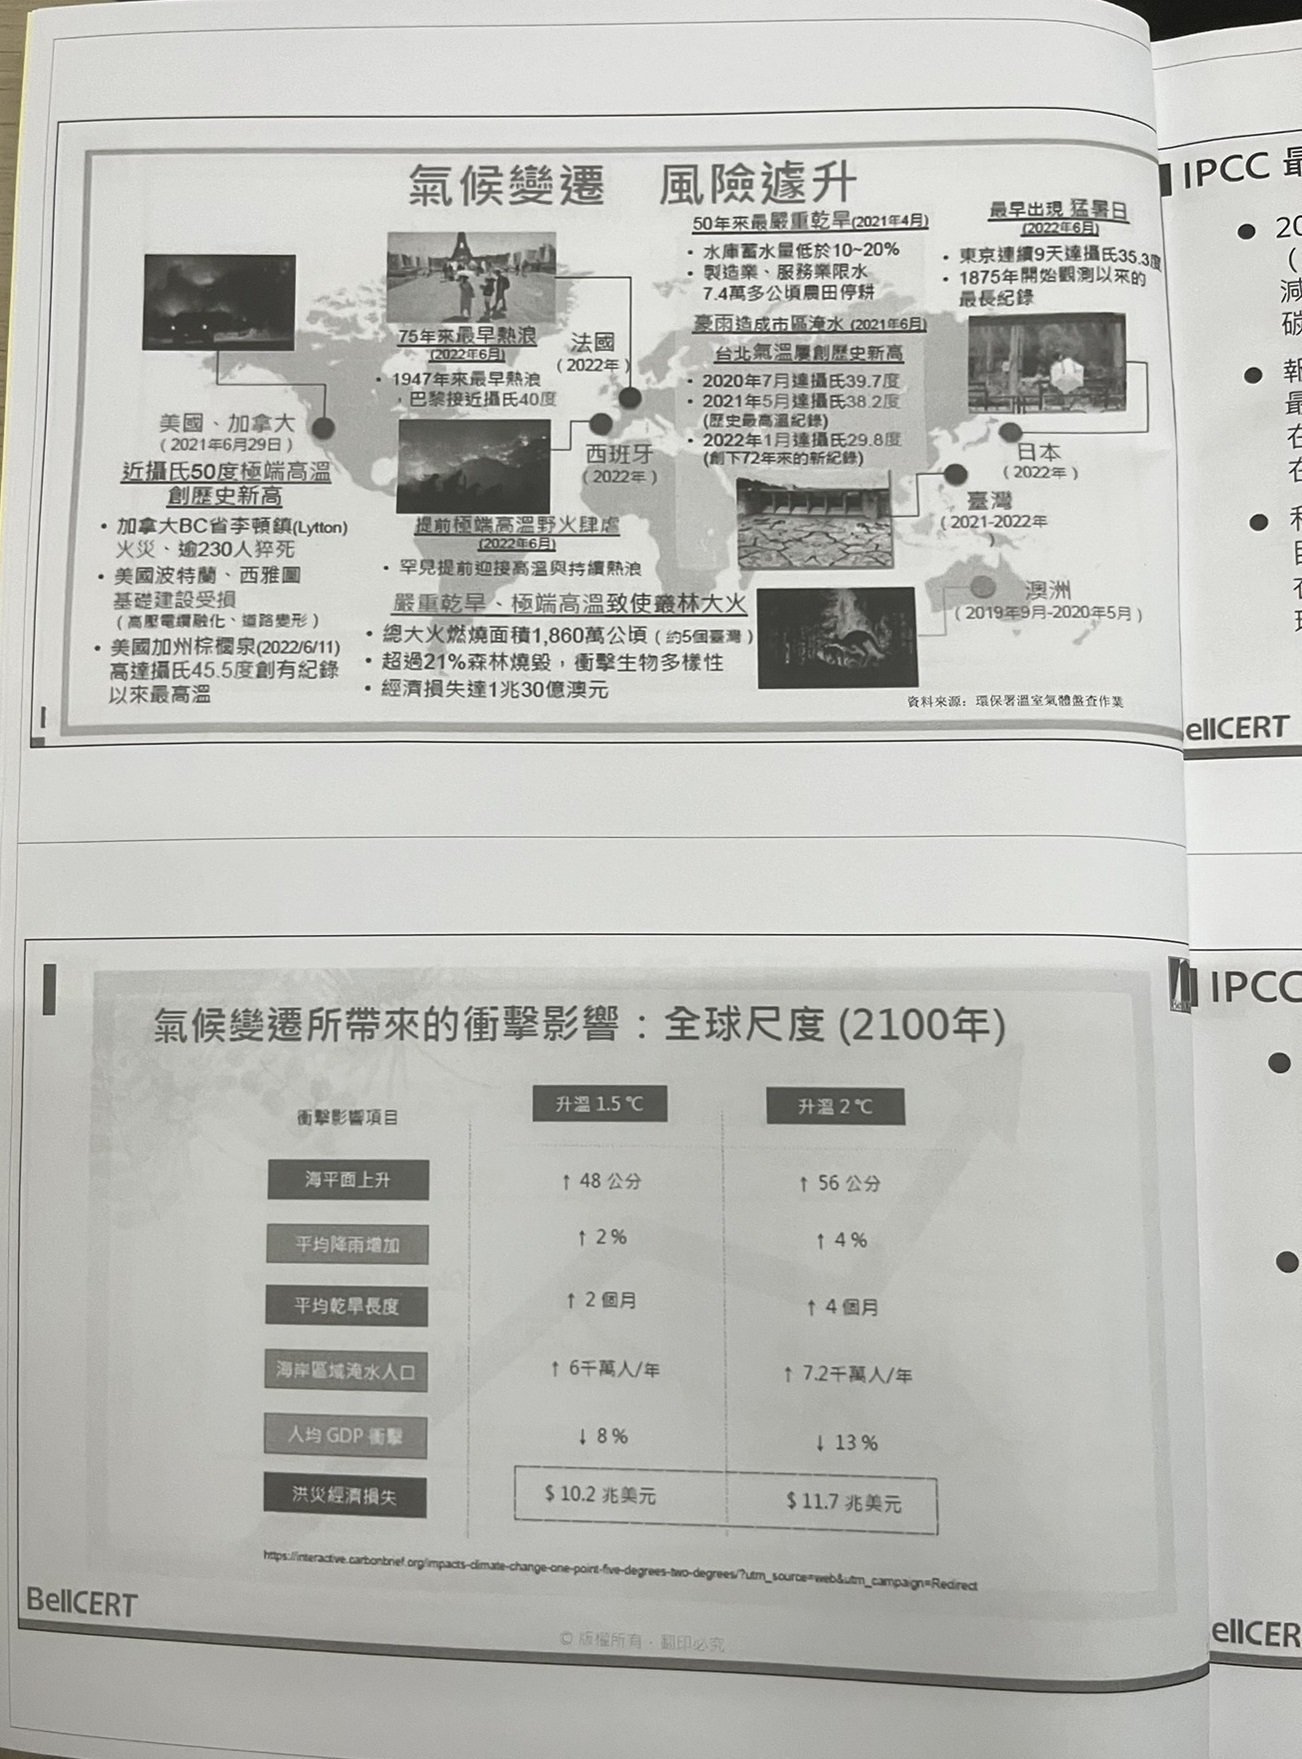 氣候變遷 風險遽升
美國、加拿大
(2021年6月29日)
近攝氏50度極端高溫
創歷史新高
• 加拿大BC省李頓鎮(Lytton)
火災、逾230人猝死
• 美國波特蘭、西雅圖
基礎建設受損
(高壓電纜融化、道路變形)
• 美國加州棕櫚泉(2022/6/11)
高達攝氏45.5度創有紀錄
以來最高溫
75年來最早熱浪
(2022年6月)
• 1947年來最早熱浪
,巴黎接近攝氏40度
法國
(2022年)
西班牙
(2022年)
提前極端高溫野火肆虐
(2022年6月)
• 罕見提前迎接高溫與持續熱浪
嚴重乾旱、極端高溫致使叢林大火
• 總大火燃燒面積1,860萬公頃(約5個臺灣)
• 超過21%森林燒毀,衝擊生物多樣性
• 經濟損失達1兆30億澳元
50年來最嚴重乾旱(2021年4月)
• 水庫蓄水量低於10~20%
• 製造業、服務業限水
7.4萬多公頃農田停耕
豪雨造成市區淹水 (2021年6月)
台北氣溫屢創歷史新高
• 2020年7月達攝氏39.7度
• 2021年5月達攝氏38.2度
(歷史最高溫紀錄)
• 2022年1月達攝氏29.8度
(創下72年來的新紀錄)
最早出現 猛暑日
(2022年6月)
• 東京連續9天達攝氏35.3度
• 1875年開始觀測以來的
最長紀錄
日本
(2022年)
臺灣
(2021-2022年
)
澳洲
(2019年9月-2020年5月)
資料來源:環保署溫室氣體盤查作業
氣候變遷所帶來的衝擊影響:全球尺度 (2100年)
衝擊影響項目 升溫 1.5 ℃ 升溫 2 ℃
海平面上升 ↑ 48 公分 ↑ 56 公分
平均降雨增加 ↑ 2 % ↑ 4 %
平均乾旱長度 ↑ 2 個月 ↑ 4 個月
海岸區域淹水人口 ↑ 6千萬人/年 ↑ 7.2千萬人/年
人均 GDP 衝擊 ↓ 8 % ↓ 13 %
洪災經濟損失 $ 10.2 兆美元 $ 11.7 兆美元
https://interactive.carbonbrief.org/impacts-climate-change-one-point-five-degrees-two-degrees/?utm_source=web&utm_campaign=Redirect
BellCERT
© 版權所有,翻印必究
IPCC 最
20
(
減
碳
報
最
在
在
ellCERT
IPCC
ellCER